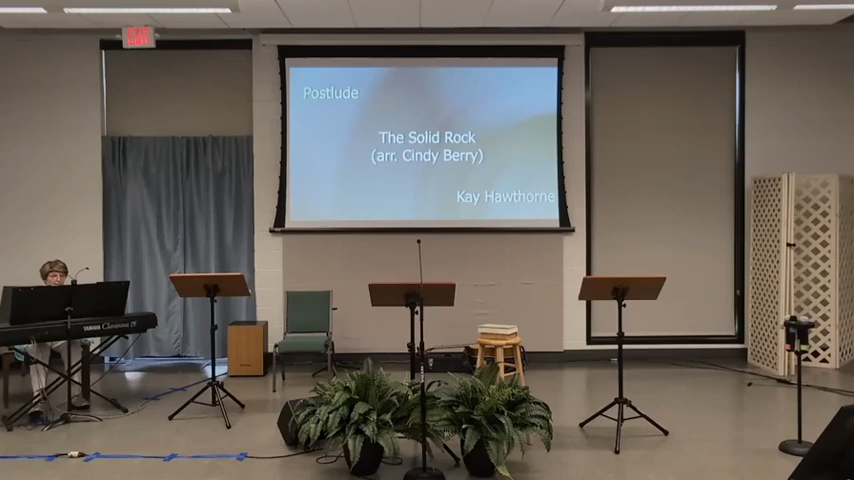 EXIT
Postlude
The Solid Rock
(arr. Cindy Berry)
Kay Hawthorne
YAMAHA Clavinova